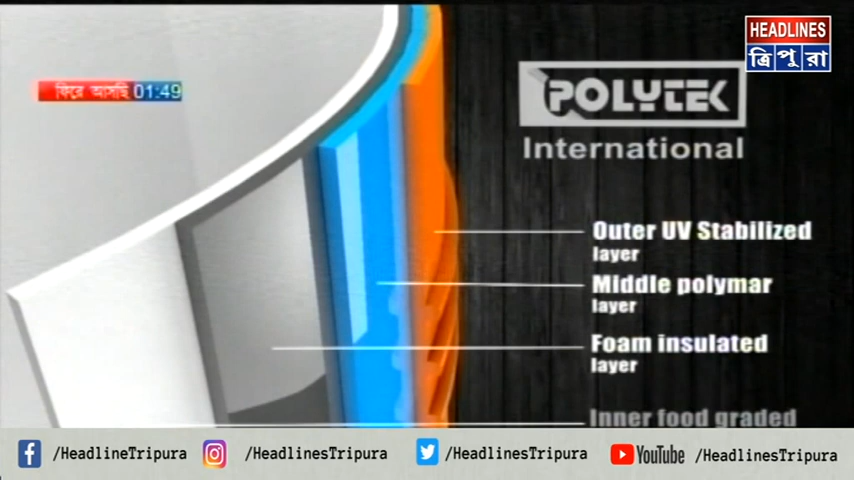 HEADLINES
ত্রিপুরা
ফিরে আসছি 01:49
POLYTEK
International
Outer UV Stabilized
layer
Middle polymar
layer
Foam insulated
layer
Inner food graded
/HeadlineTripura /HeadlinesTripura /HeadlinesTripura YouTube /HeadlinesTripura